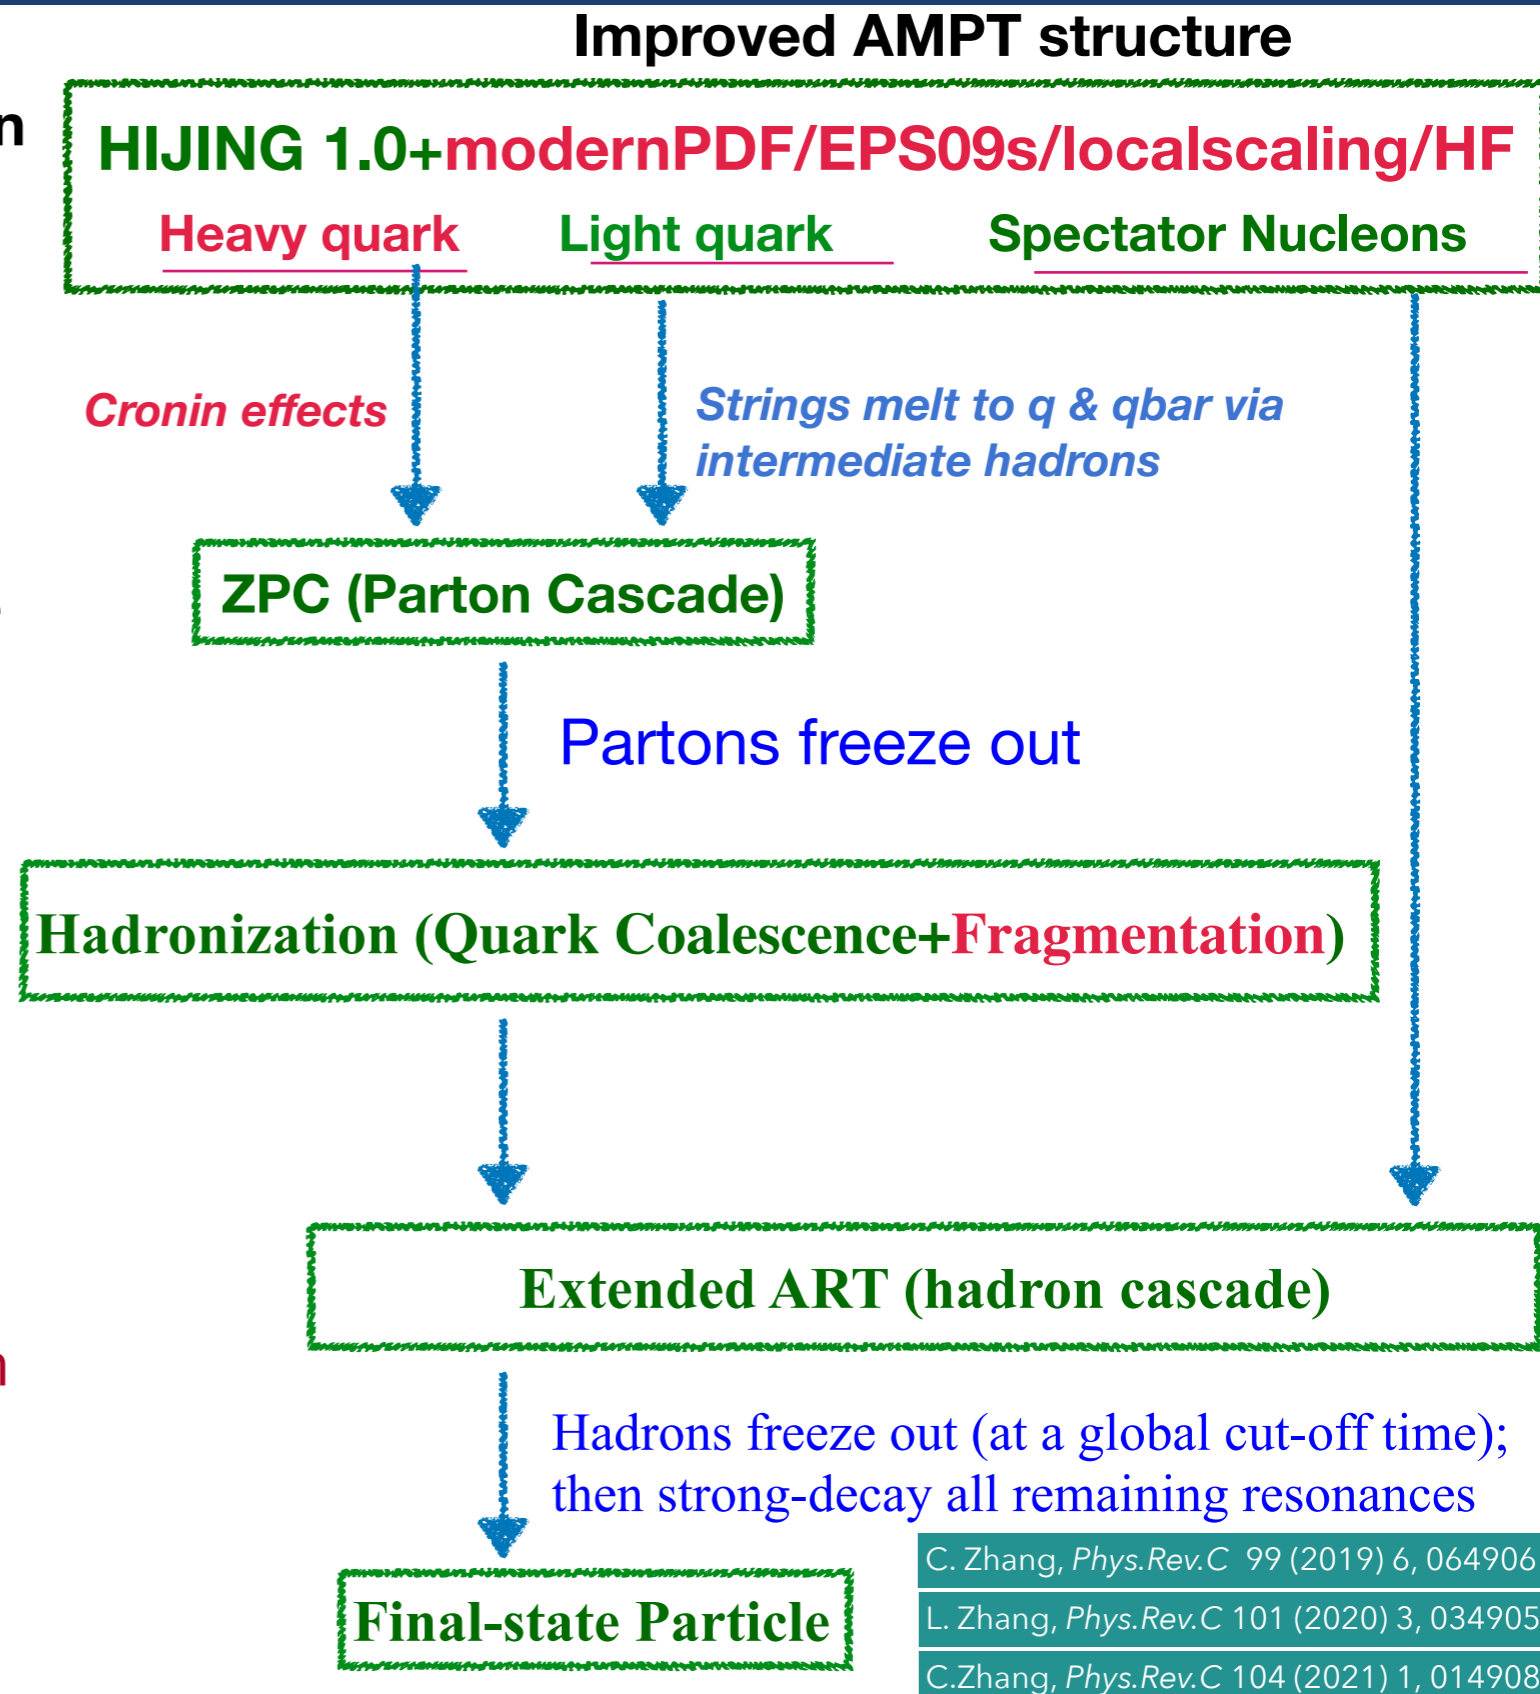 Improved AMPT structure
n
HIJING 1.0+modernPDF/EPS09s/localscaling/HF
Heavy quark Light quark Spectator Nucleons
Cronin effects
Strings melt to q & qbar via
intermediate hadrons
ZPC (Parton Cascade)
Partons freeze out
Hadronization (Quark Coalescence+Fragmentation)
Extended ART (hadron cascade)
Hadrons freeze out (at a global cut-off time);
then strong-decay all remaining resonances
Final-state Particle
C. Zhang, Phys.Rev.C 99 (2019) 6, 064906
L. Zhang, Phys.Rev.C 101 (2020) 3, 034905
C.Zhang, Phys.Rev.C 104 (2021) 1, 014908